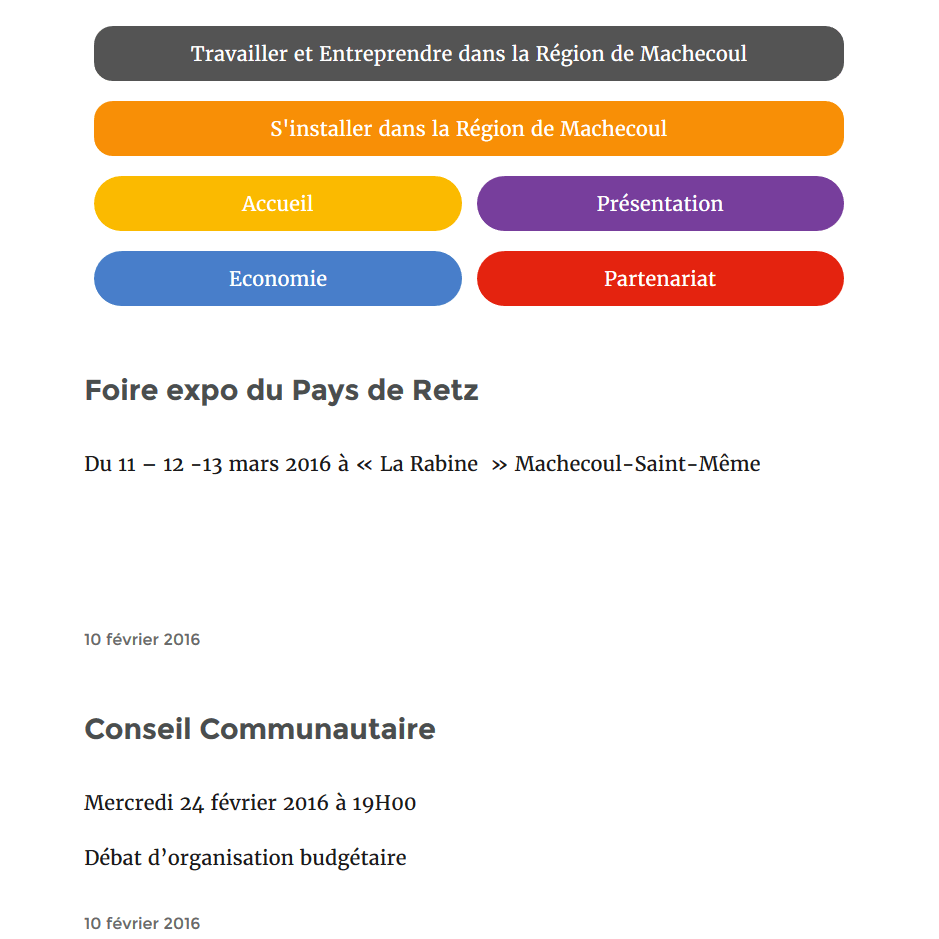 Travailler et Entreprendre dans la Région de Machecoul
S'installer dans la Région de Machecoul
Accueil
Présentation
Economie
Partenariat
Foire expo du Pays de Retz
Du 11 – 12 -13 mars 2016 à « La Rabine  » Machecoul-Saint-Même
10 février 2016
Conseil Communautaire
Mercredi 24 février 2016 à 19H00
Débat d’organisation budgétaire
10 février 2016